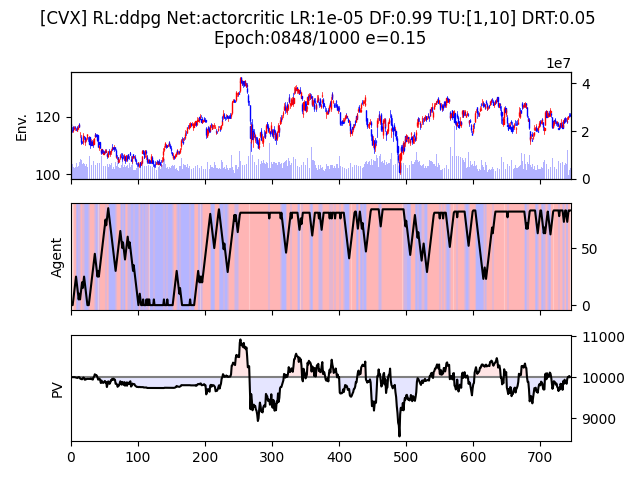 [CVX] RL:ddpg Net:actorcritic LR:1e-05 DF:0.99 TU:[1,10] DRT:0.05
Epoch:0848/1000 e=0.15
1e7
Env.
120
100
4
2
0
Agent
50
0
PV
11000
10000
9000
0 100 200 300 400 500 600 700